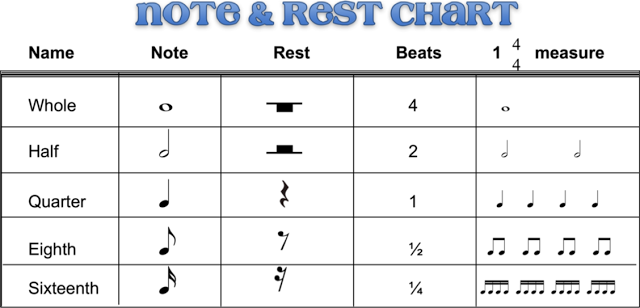 NOTE & REST CHART
Name Note Rest Beats 1 4/4 measure
Whole 4
Half 2
Quarter 1
Eighth ½
Sixteenth ¼